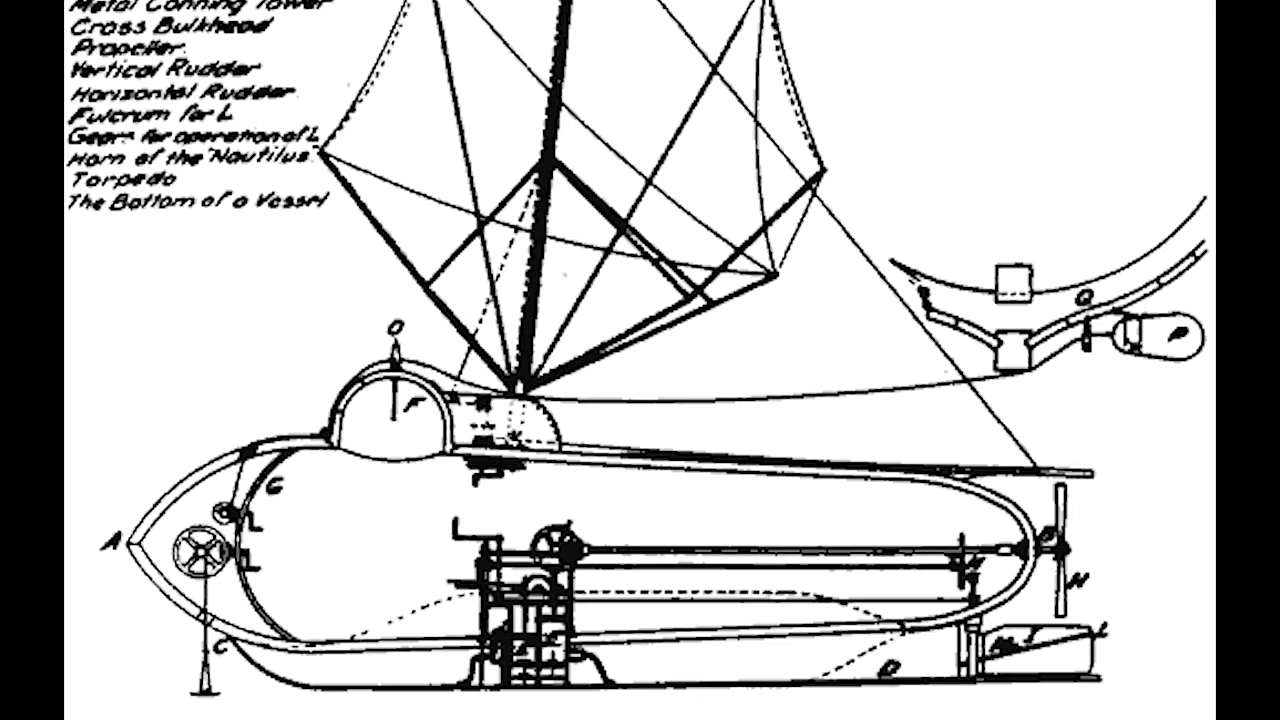 Metal Conning Tower
Cross Bulkhead
Propeller.
Vertical Rudder
Horizontal Rudder
Fulcrum for L
Gears for operation of L
Horn of the "Nautilus"
Torpedo
The Bottom of a Vessel
O
Q
P
F
G
A
B
H
C
D
I
L